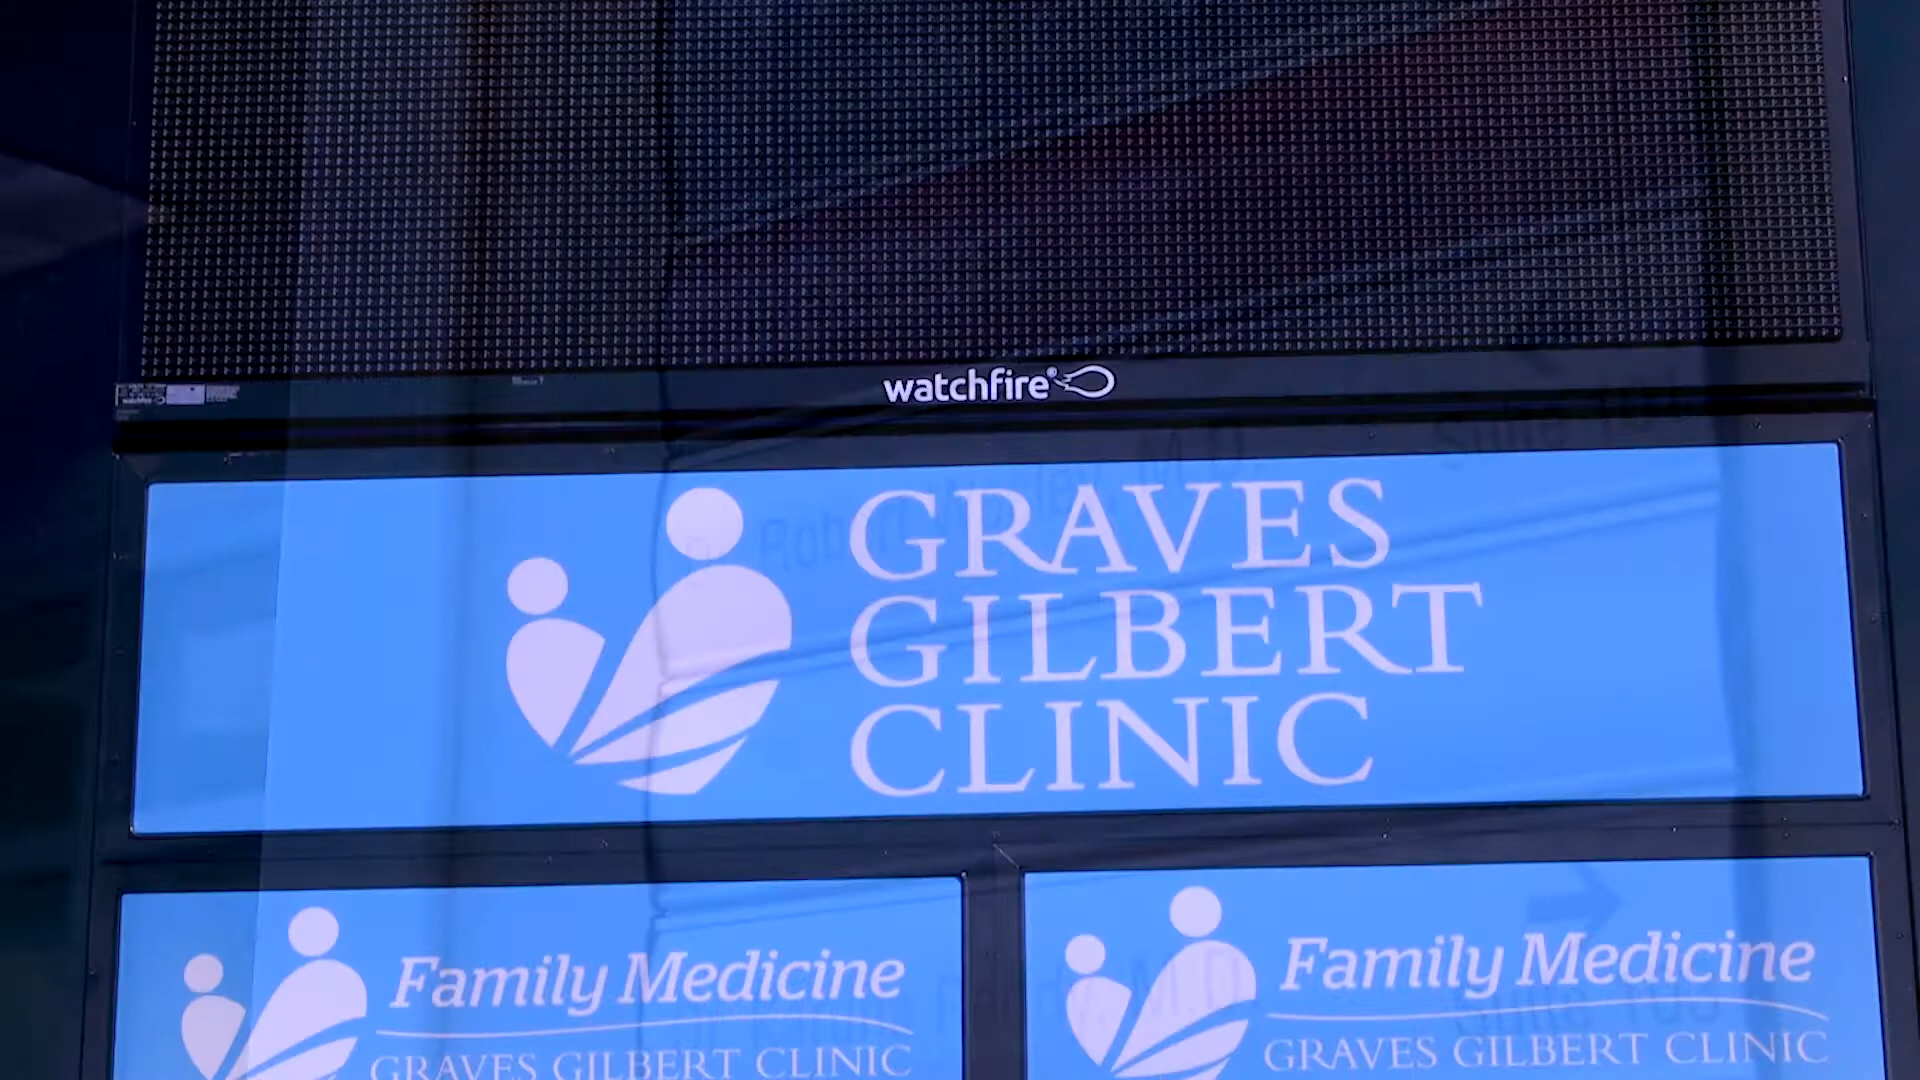 watchfire®
GRAVES
GILBERT
CLINIC
Family Medicine
GRAVES GILBERT CLINIC
Family Medicine
GRAVES GILBERT CLINIC